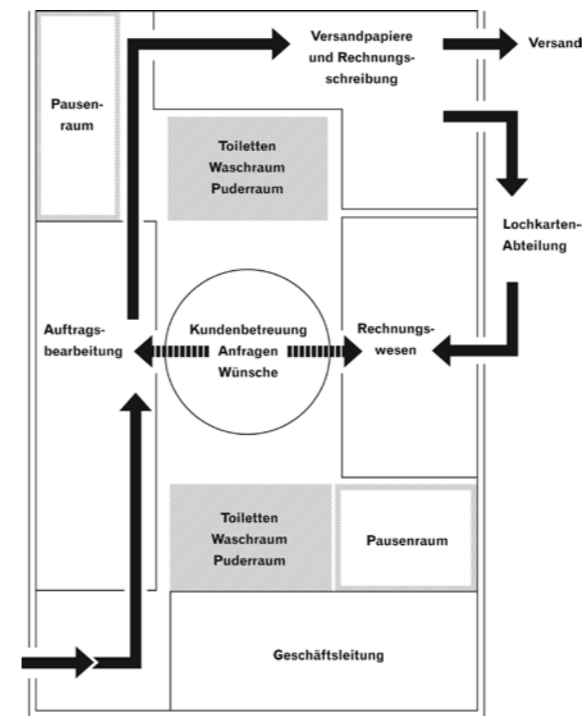 Versandpapiere
und Rechnungs-
schreibung
Versand
Pausen-
raum
Toiletten
Waschraum
Puderraum
Lochkarten-
Abteilung
Auftrags-
bearbeitung
Kundenbetreuung
Anfragen
Wünsche
Rechnungs-
wesen
Toiletten
Waschraum
Puderraum
Pausenraum
Geschäftsleitung